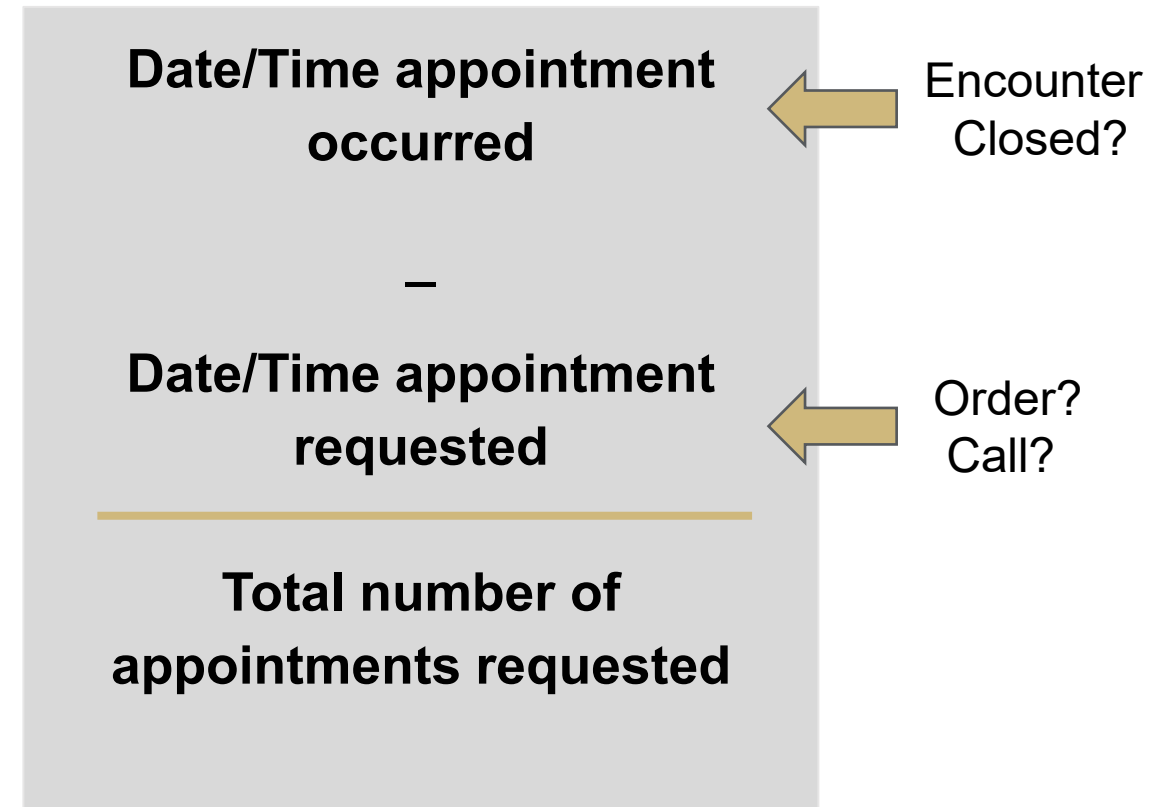 Date/Time appointment
occurred
Encounter
Closed?
–
Date/Time appointment
requested
Order?
Call?
Total number of
appointments requested